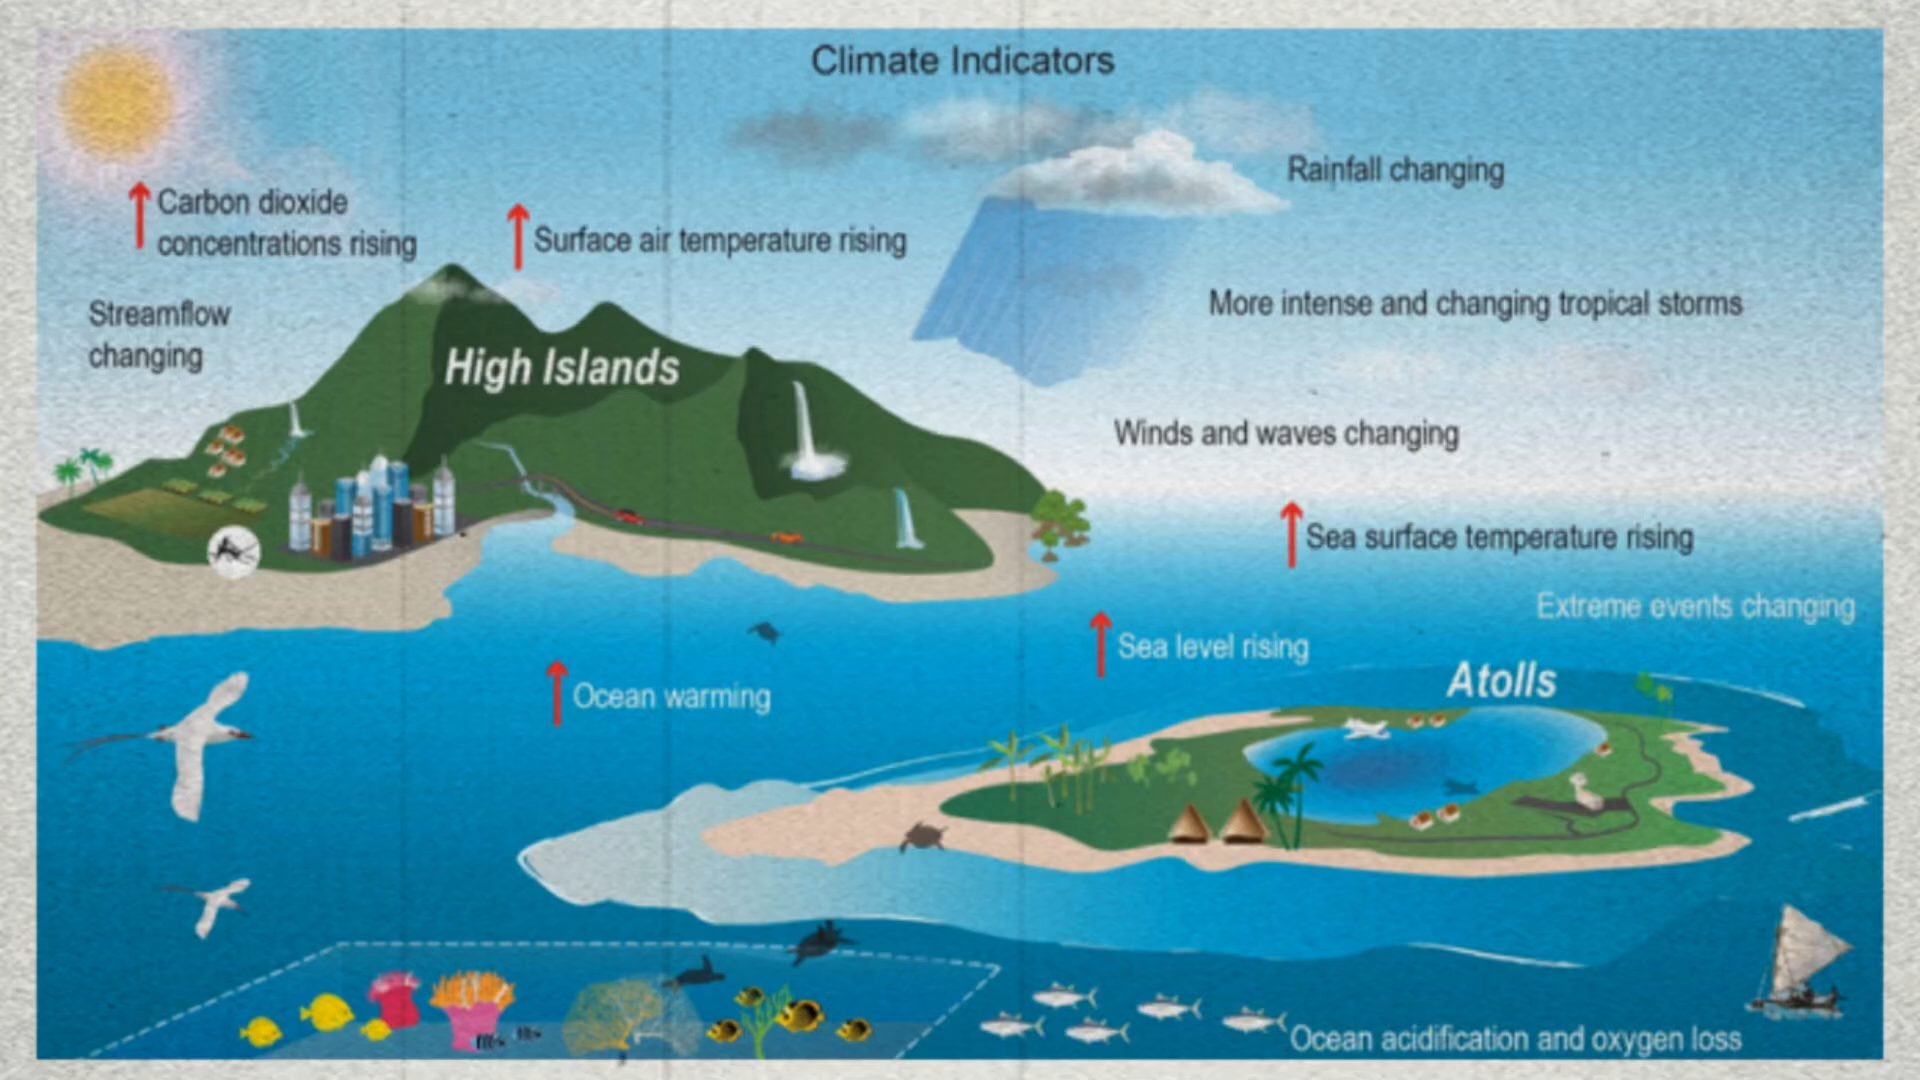 Climate Indicators
Rainfall changing
Carbon dioxide
concentrations rising
Surface air temperature rising
More intense and changing tropical storms
Streamflow
changing
High Islands
Winds and waves changing
Sea surface temperature rising
Extreme events changing
Sea level rising
Atolls
Ocean warming
Ocean acidification and oxygen loss